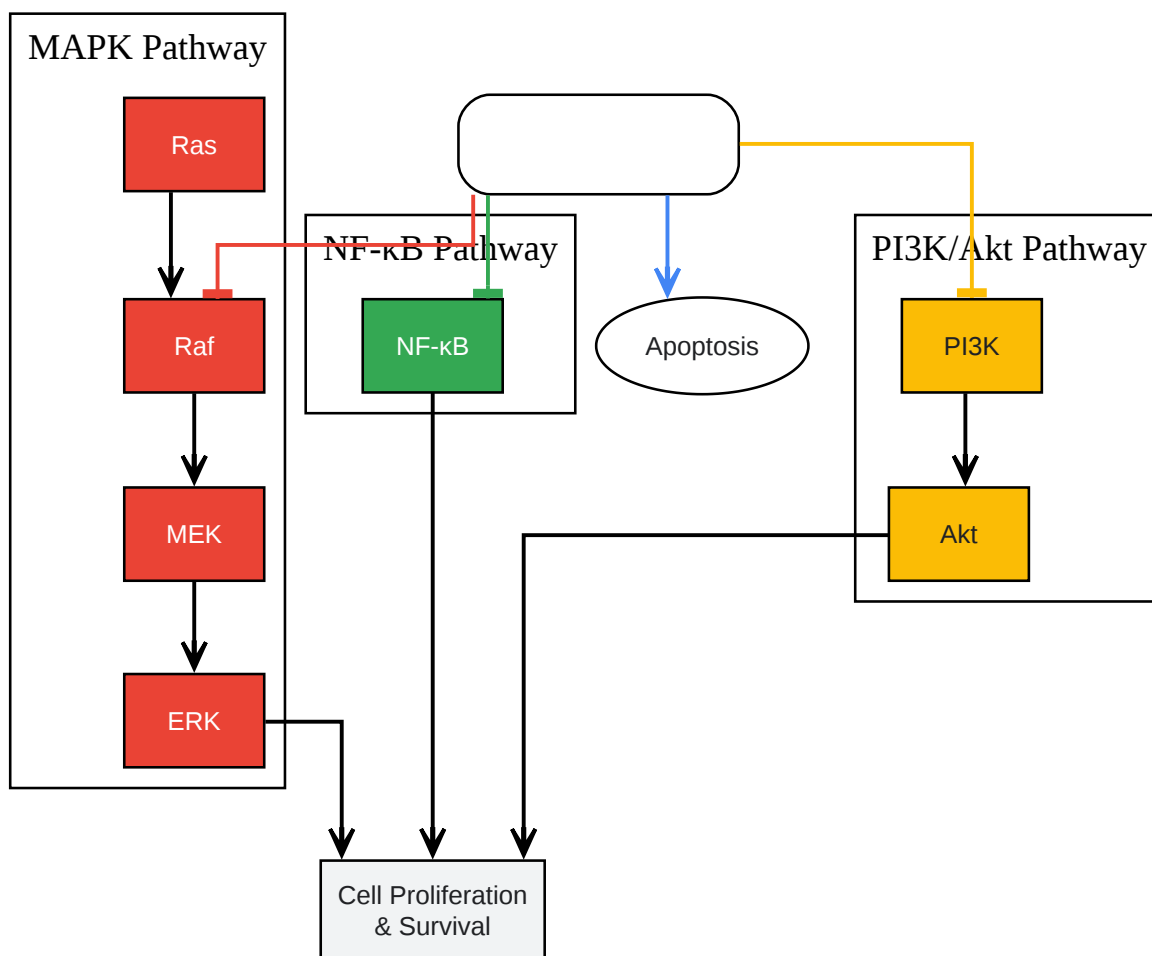 MAPK Pathway
Ras
NF-κB Pathway
PI3K/Akt Pathway
Raf
NF-κB
Apoptosis
PI3K
MEK
Akt
ERK
Cell Proliferation
& Survival